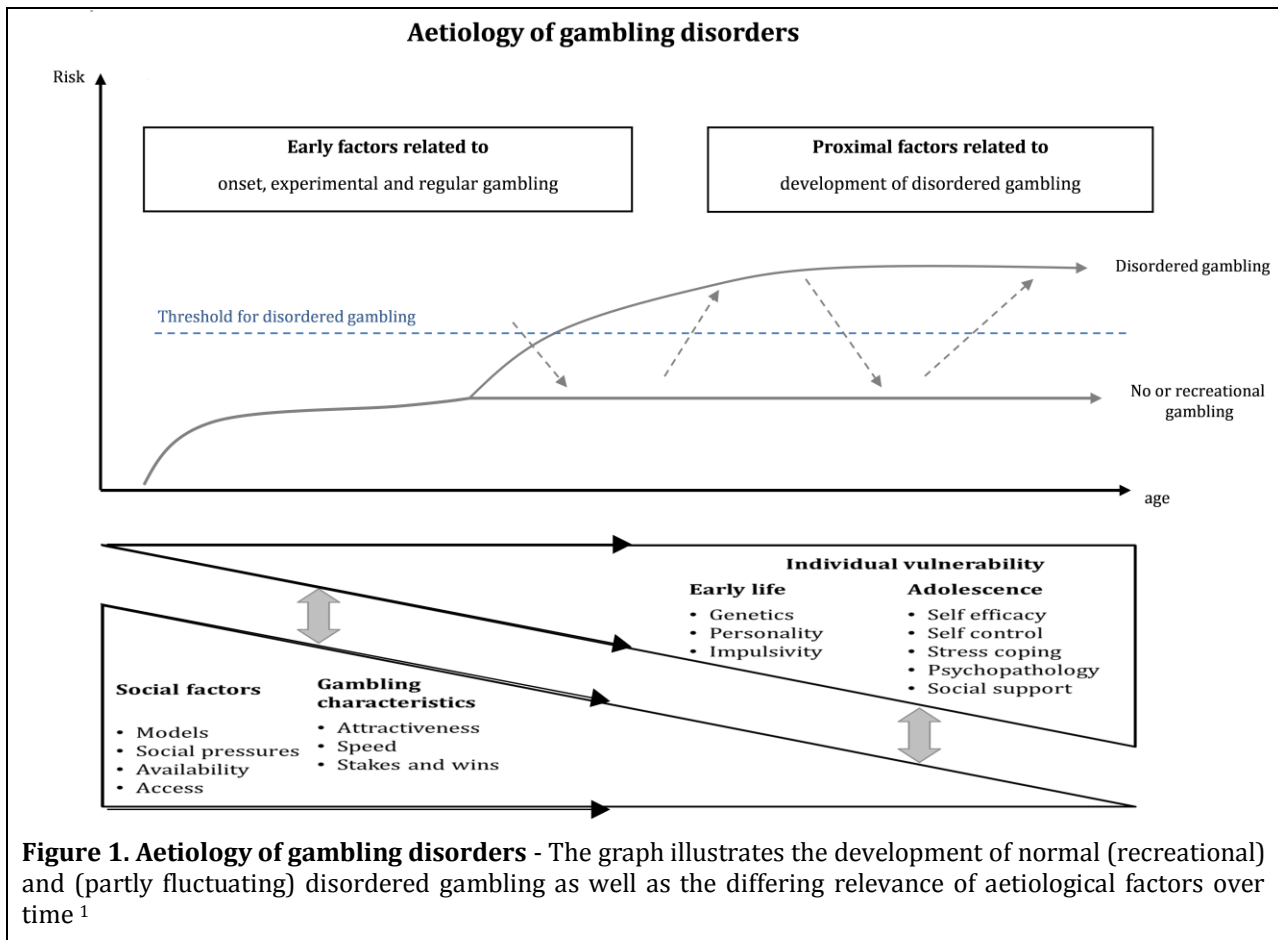 Aetiology of gambling disorders
Risk
Early factors related to
onset, experimental and regular gambling
Proximal factors related to
development of disordered gambling
Disordered gambling
Threshold for disordered gambling
No or recreational
gambling
age
Individual vulnerability
Early life
• Genetics
• Personality
• Impulsivity
Adolescence
• Self efficacy
• Self control
• Stress coping
• Psychopathology
• Social support
Social factors
• Models
• Social pressures
• Availability
• Access
Gambling
characteristics
• Attractiveness
• Speed
• Stakes and wins
Figure 1. Aetiology of gambling disorders - The graph illustrates the development of normal (recreational)
and (partly fluctuating) disordered gambling as well as the differing relevance of aetiological factors over
time 1